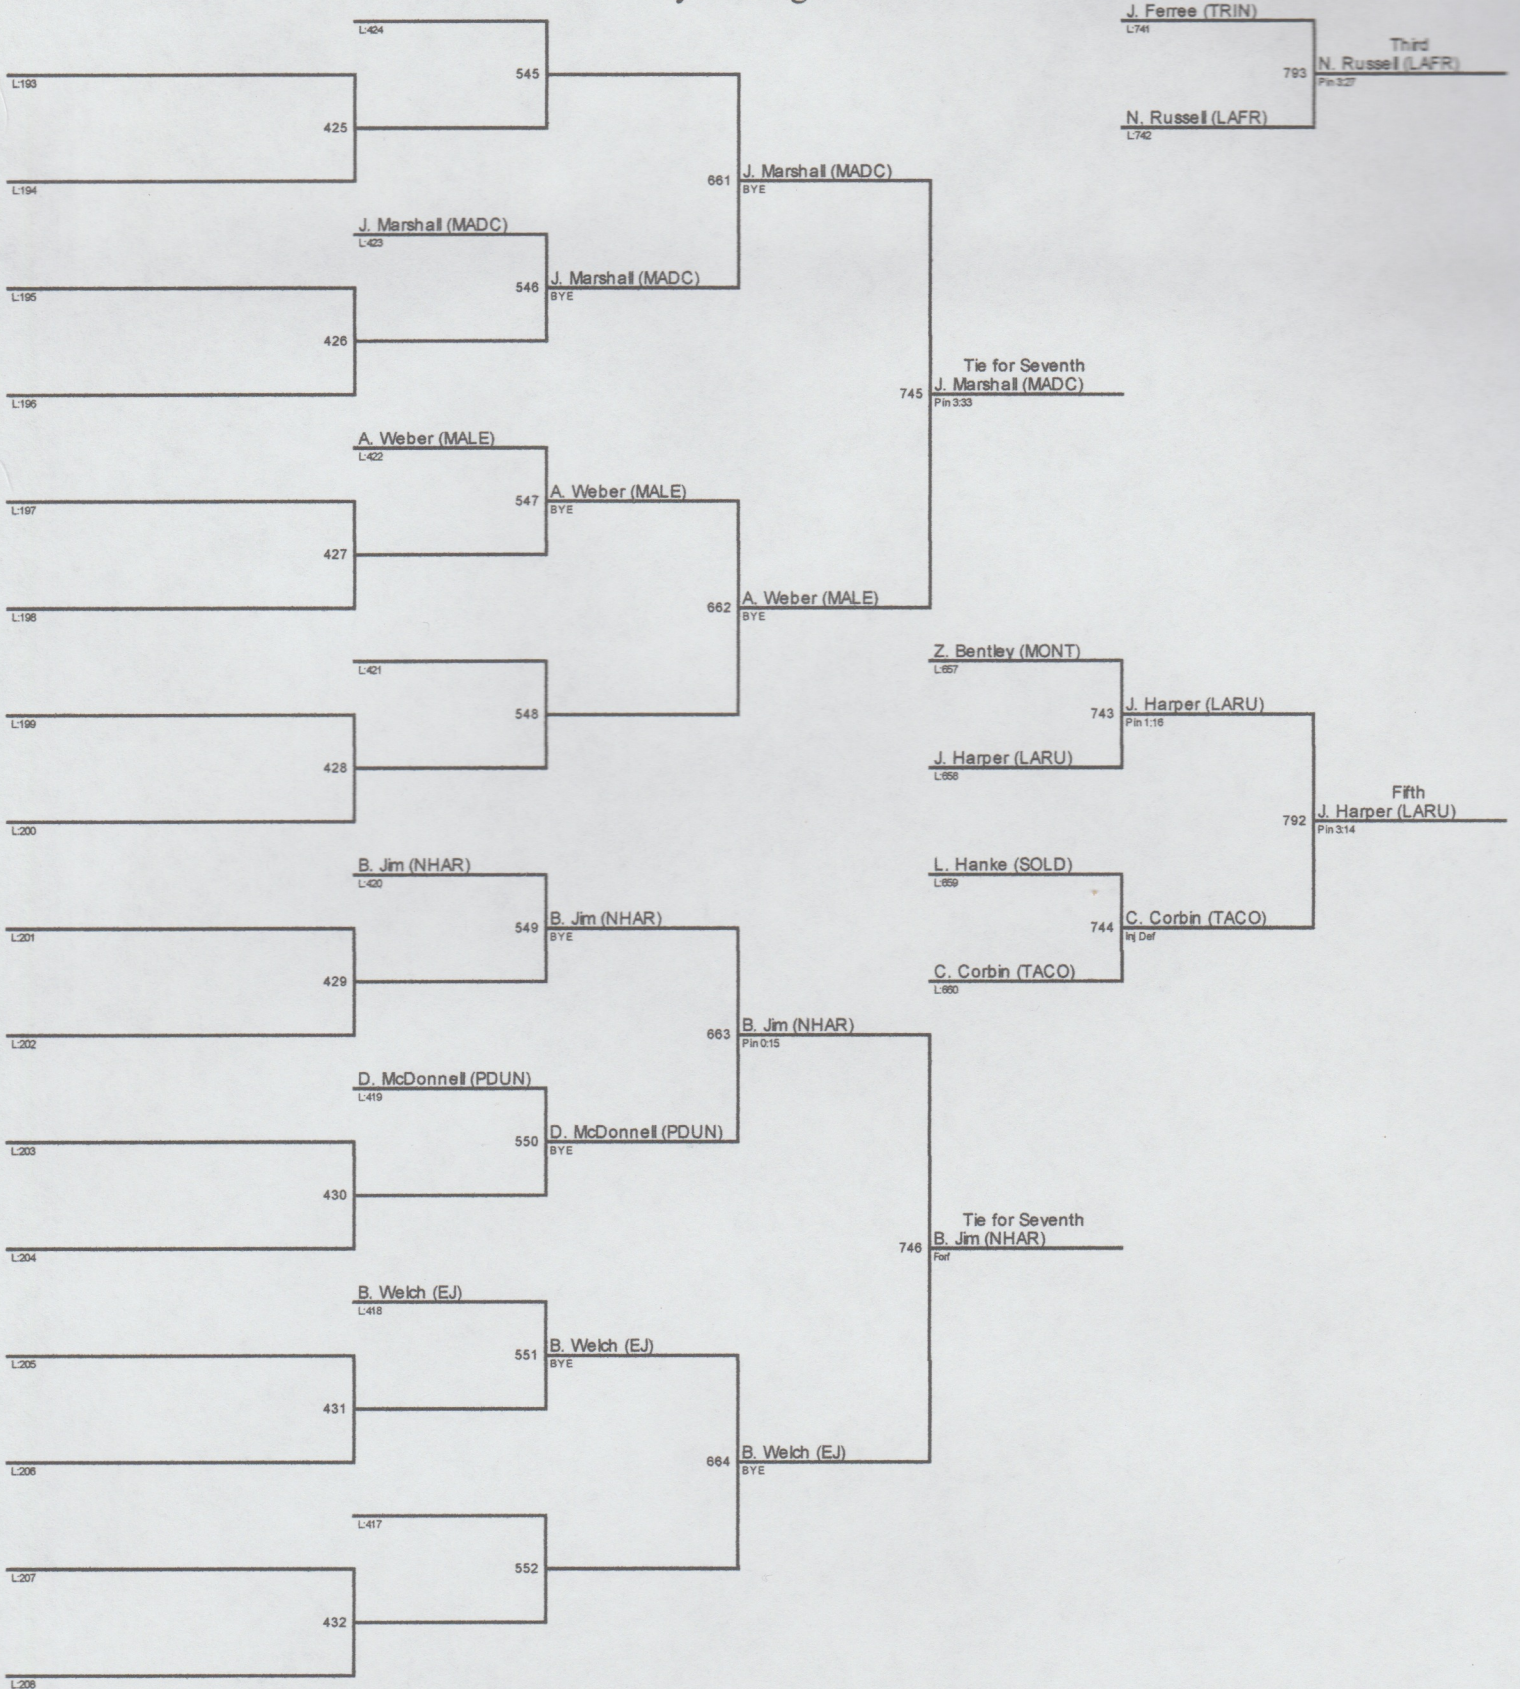 J. Ferree (TRIN)
L:741
L:424
Third
545
793
N. Russell (LAFR)
Pin 3:27
L:193
N. Russell (LAFR)
L:742
425
661
J. Marshall (MADC)
BYE
L:194
J. Marshall (MADC)
L:423
546
J. Marshall (MADC)
BYE
L:195
426
Tie for Seventh
745
J. Marshall (MADC)
Pin 3:33
L:196
A. Weber (MALE)
L:422
547
A. Weber (MALE)
BYE
L:197
427
662
A. Weber (MALE)
BYE
L:198
Z. Bentley (MONT)
L:657
L:421
548
743
J. Harper (LARU)
Pin 1:16
L:199
428
J. Harper (LARU)
L:658
Fifth
792
J. Harper (LARU)
Pin 3:14
L:200
B. Jim (NHAR)
L:420
L. Hanke (SOLD)
L:659
549
B. Jim (NHAR)
BYE
744
C. Corbin (TACO)
Inj Def
L:201
429
C. Corbin (TACO)
L:660
663
B. Jim (NHAR)
Pin 0:15
L:202
D. McDonnell (PDUN)
L:419
550
D. McDonnell (PDUN)
BYE
L:203
430
Tie for Seventh
746
B. Jim (NHAR)
Forf
L:204
B. Welch (EJ)
L:418
551
B. Welch (EJ)
BYE
L:205
431
664
B. Welch (EJ)
BYE
L:206
L:417
552
L:207
432
L:208